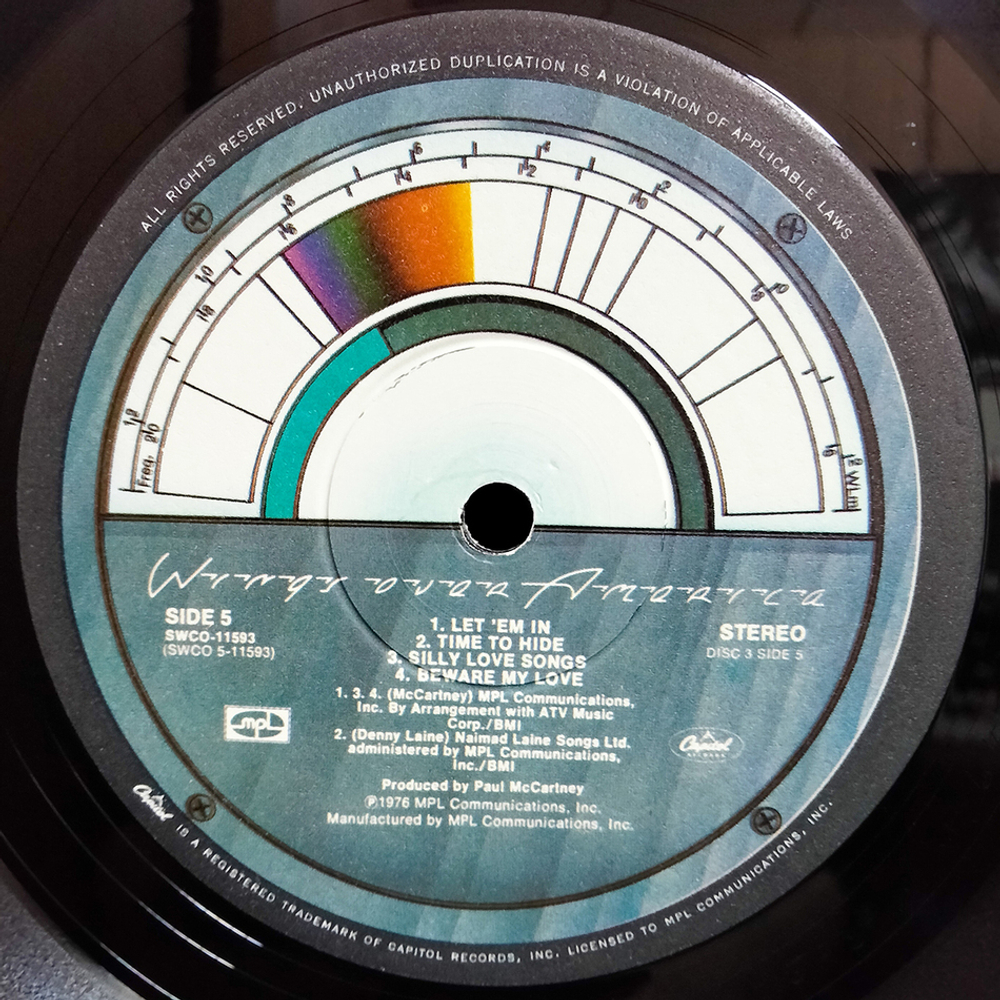 ALL RIGHTS RESERVED. UNAUTHORIZED DUPLICATION IS A VIOLATION OF APPLICABLE LAWS
SIDE 5
SWCO-11593
(SWCO 5-11593)
STEREO
DISC 3 SIDE 5
1. LET 'EM IN
2. TIME TO HIDE
3. SILLY LOVE SONGS
4. BEWARE MY LOVE
1. 3. 4. (McCartney) MPL Communications,
Inc. By Arrangement with ATV Music
Corp./BMI
2. (Denny Laine) Naimad Laine Songs Ltd.
administered by MPL Communications,
Inc./BMI
mpl
Capitol
Produced by Paul McCartney
Ⓟ1976 MPL Communications, Inc.
Manufactured by MPL Communications, Inc.
Capitol IS A REGISTERED TRADEMARK OF CAPITOL RECORDS, INC. LICENSED TO MPL COMMUNICATIONS, INC.
Freq.